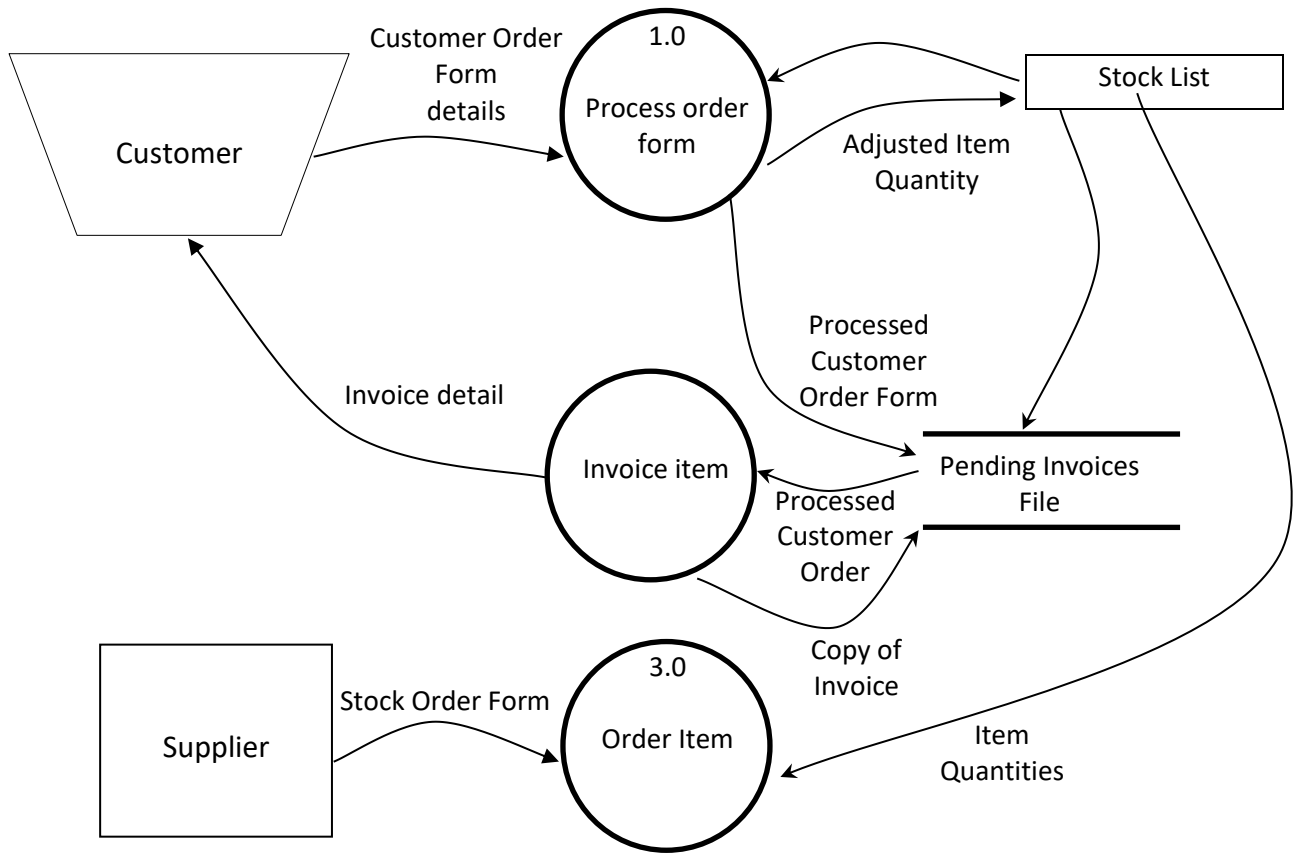 Customer Order
Form
details
1.0
Process order
form
Stock List
Customer
Adjusted Item
Quantity
Processed
Customer
Order Form
Invoice detail
Invoice item
Pending Invoices
File
Processed
Customer
Order
Copy of
Invoice
3.0
Order Item
Stock Order Form
Supplier
Item
Quantities